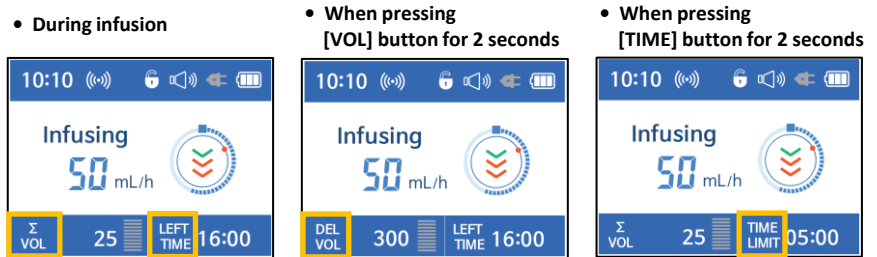 • During infusion
10:10
Infusing
50 mL/h
Σ VOL 25 LEFT TIME 16:00
• When pressing
[VOL] button for 2 seconds
10:10
Infusing
50 mL/h
DEL VOL 300 LEFT TIME 16:00
• When pressing
[TIME] button for 2 seconds
10:10
Infusing
50 mL/h
Σ VOL 25 TIME LIMIT 05:00